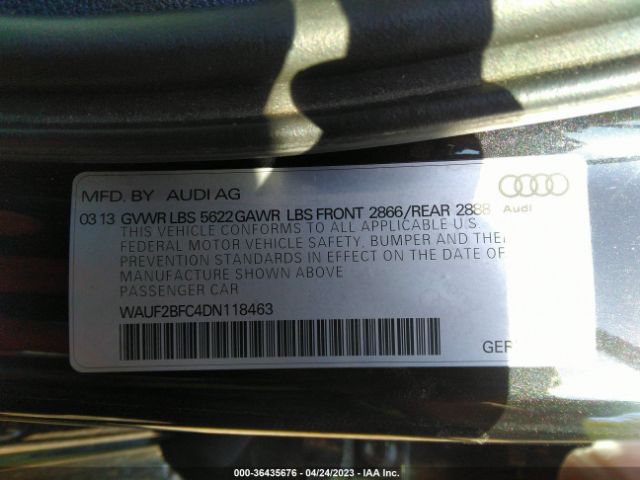 MFD. BY AUDI AG
03 13 GVWR LBS 5622 GAWR LBS FRONT 2866/REAR 2888
Audi
THIS VEHICLE CONFORMS TO ALL APPLICABLE U.S.
FEDERAL MOTOR VEHICLE SAFETY, BUMPER AND THE
PREVENTION STANDARDS IN EFFECT ON THE DATE OF
MANUFACTURE SHOWN ABOVE
PASSENGER CAR
WAUF2BFC4DN118463
GER
000-36435676 - 04/24/2023 - IAA Inc.